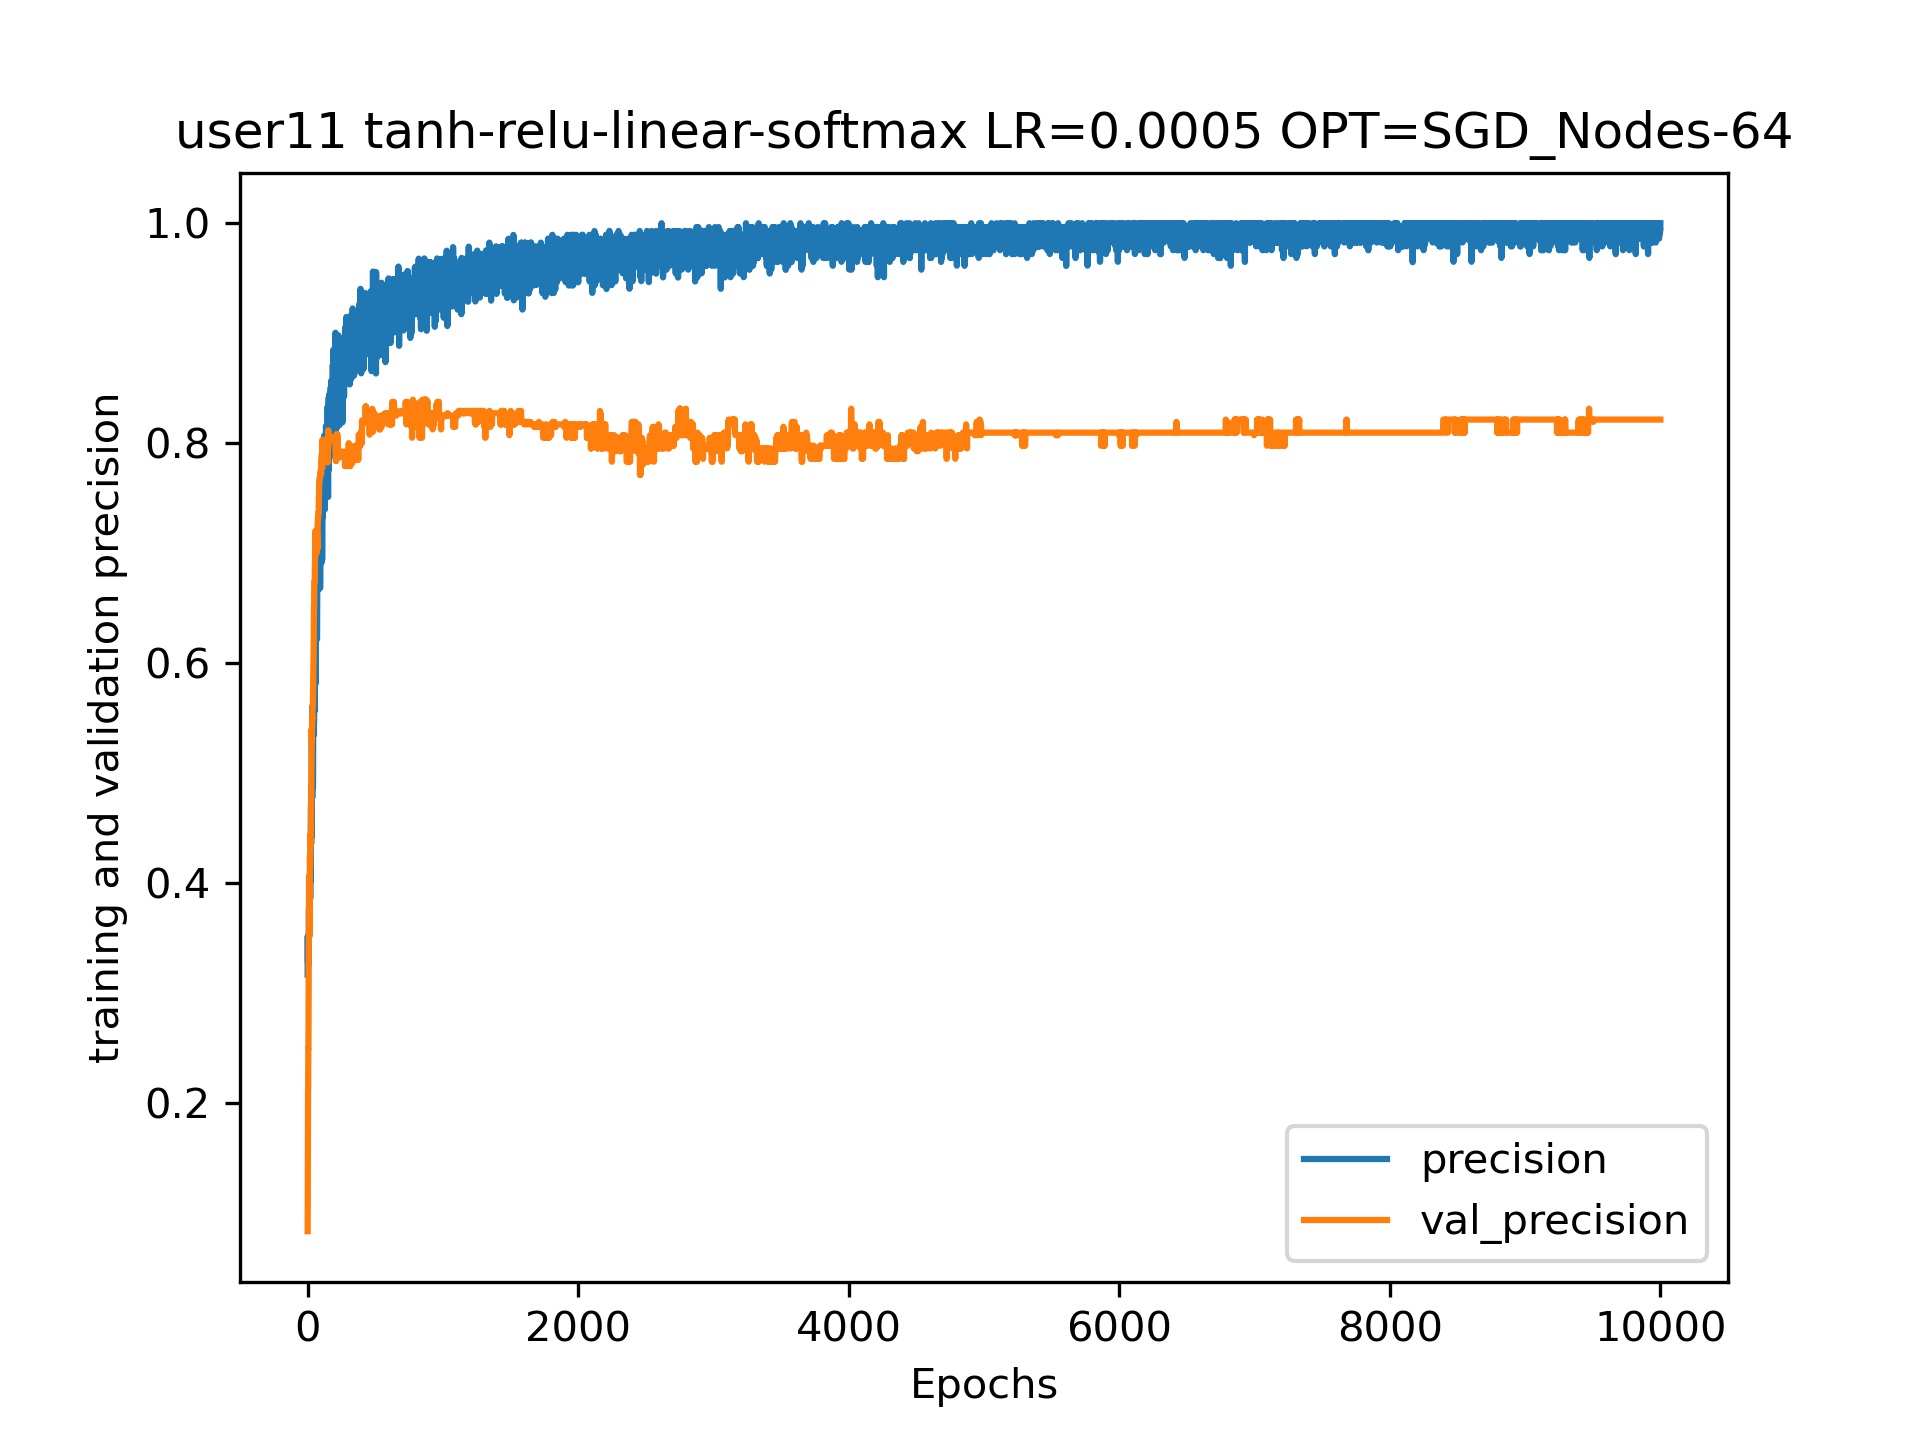 user11 tanh-relu-linear-softmax LR=0.0005 OPT=SGD_Nodes-64
training and validation precision
1.0
0.8
0.6
0.4
0.2
precision
val_precision
0 2000 4000 6000 8000 10000
Epochs